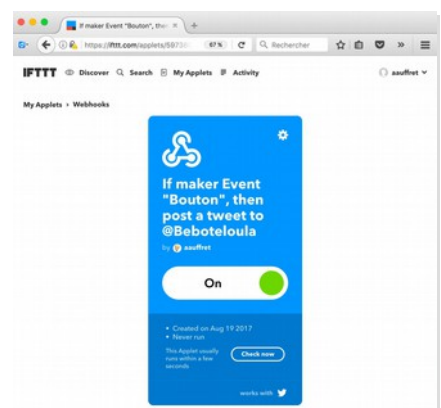 If maker Event "Bouton", the
https://ifttt.com/applets/59738
67 %
Rechercher
IFTTT
Discover
Search
My Applets
Activity
aauffret
My Applets > Webhooks
If maker Event
"Bouton", then
post a tweet to
@Beboteloula
by aauffret
On
• Created on Aug 19 2017
• Never run
This Applet usually
runs within a few
seconds
Check now
works with